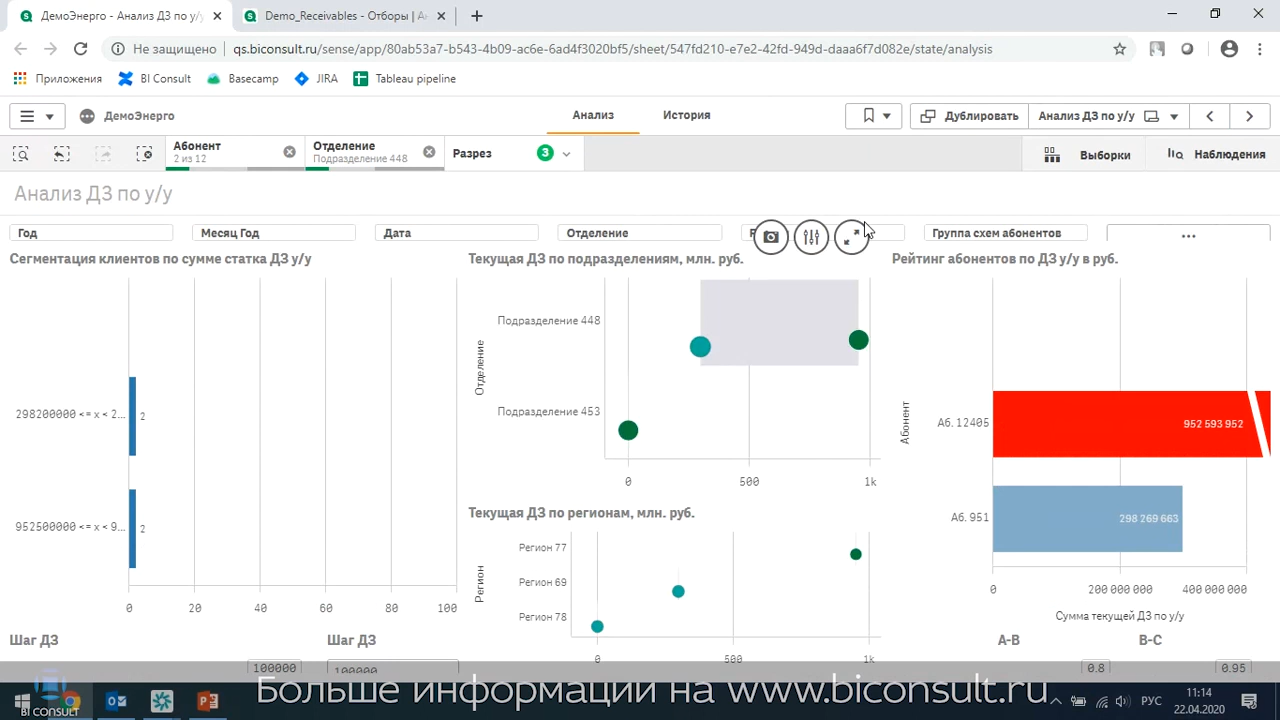 ДемоЭнерго - Анализ ДЗ по у/у
Demo_Receivables - Отборы | Ан
Не защищено
qs.biconsult.ru/sense/app/80ab53a7-b543-4b09-ac6e-6ad4f3020bf5/sheet/547fd210-e7e2-42fd-949d-daaa6f7d082e/state/analysis
Приложения
BI Consult
Basecamp
JIRA
Tableau pipeline
ДемоЭнерго
Анализ
История
Дублировать
Анализ ДЗ по у/у
Абонент
2 из 12
Отделение
Подразделение 448
Разрез
3
Выборки
Наблюдения
Анализ ДЗ по у/у
Год
Месяц Год
Дата
Отделение
Группа схем абонентов
...
Сегментация клиентов по сумме статка ДЗ у/у
298200000 <= x < 2...
2
952500000 <= x < 9...
2
0 20 40 60 80 100
Текущая ДЗ по подразделениям, млн. руб.
Отделение
Подразделение 448
Подразделение 453
0 500 1k
Текущая ДЗ по регионам, млн. руб.
Регион
Регион 77
Регион 69
Регион 78
0 500 1k
Рейтинг абонентов по ДЗ у/у в руб.
Абонент
Аб. 12405
952 593 952
Аб. 951
298 269 663
0 200 000 000 400 000 000
Сумма текущей ДЗ по у/у
Шаг ДЗ
100000
Шаг ДЗ
100000
A-B
0.8
B-C
0.95
Больше информации на www.biconsult.ru
BI CONSULT
РУС
11:14
22.04.2020